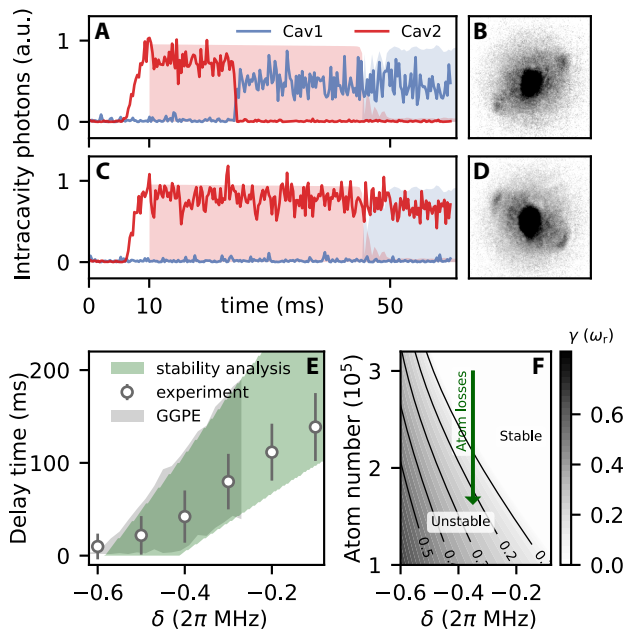 A
Cav1
Cav2
B
1
0
C
D
1
0
0
10
50
time (ms)
Intracavity photons (a.u.)
E
stability analysis
experiment
GGPE
200
100
0
Delay time (ms)
−0.6
−0.4
−0.2
δ (2π MHz)
F
Atom losses
Stable
Unstable
0.5
0.2
3
2
1
Atom number (10⁵)
−0.6
−0.4
−0.2
δ (2π MHz)
γ (ωᵣ)
0.6
0.4
0.2
0.0